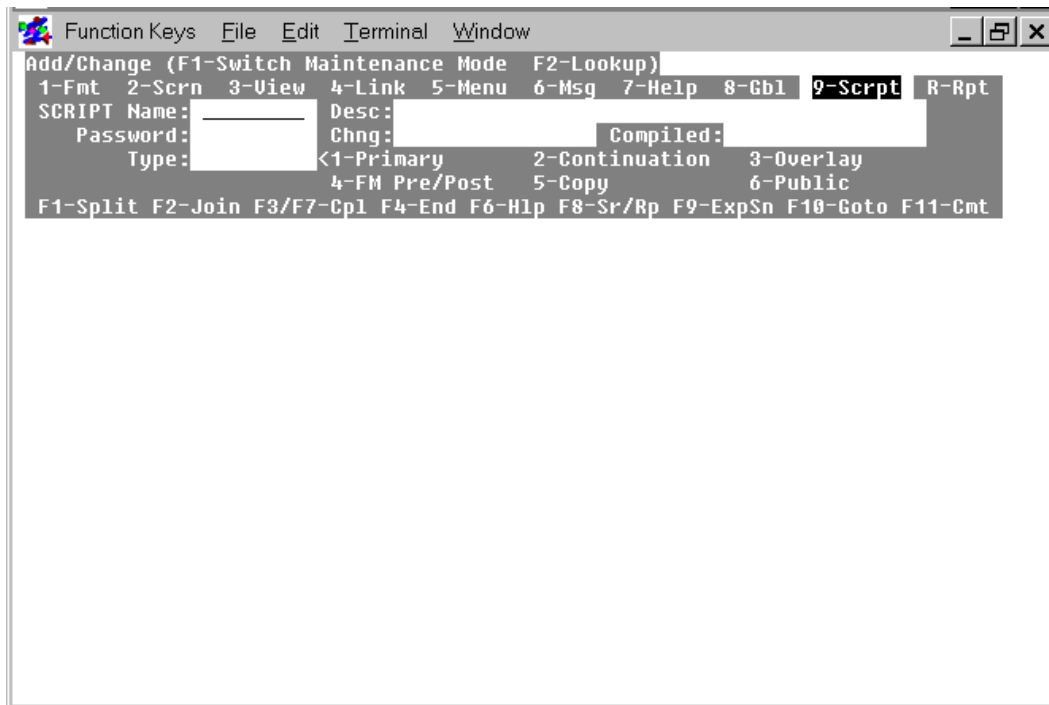 Function Keys File Edit Terminal Window
Add/Change (F1-Switch Maintenance Mode F2-Lookup)
1-Fmt 2-Scrn 3-View 4-Link 5-Menu 6-Msg 7-Help 8-Gbl 9-Scrpt R-Rpt
SCRIPT Name: Desc:
Password: Chng: Compiled:
Type: <1-Primary 2-Continuation 3-Overlay
4-FM Pre/Post 5-Copy 6-Public
F1-Split F2-Join F3/F7-Cpl F4-End F6-Hlp F8-Sr/Rp F9-ExpSn F10-Goto F11-Cmt